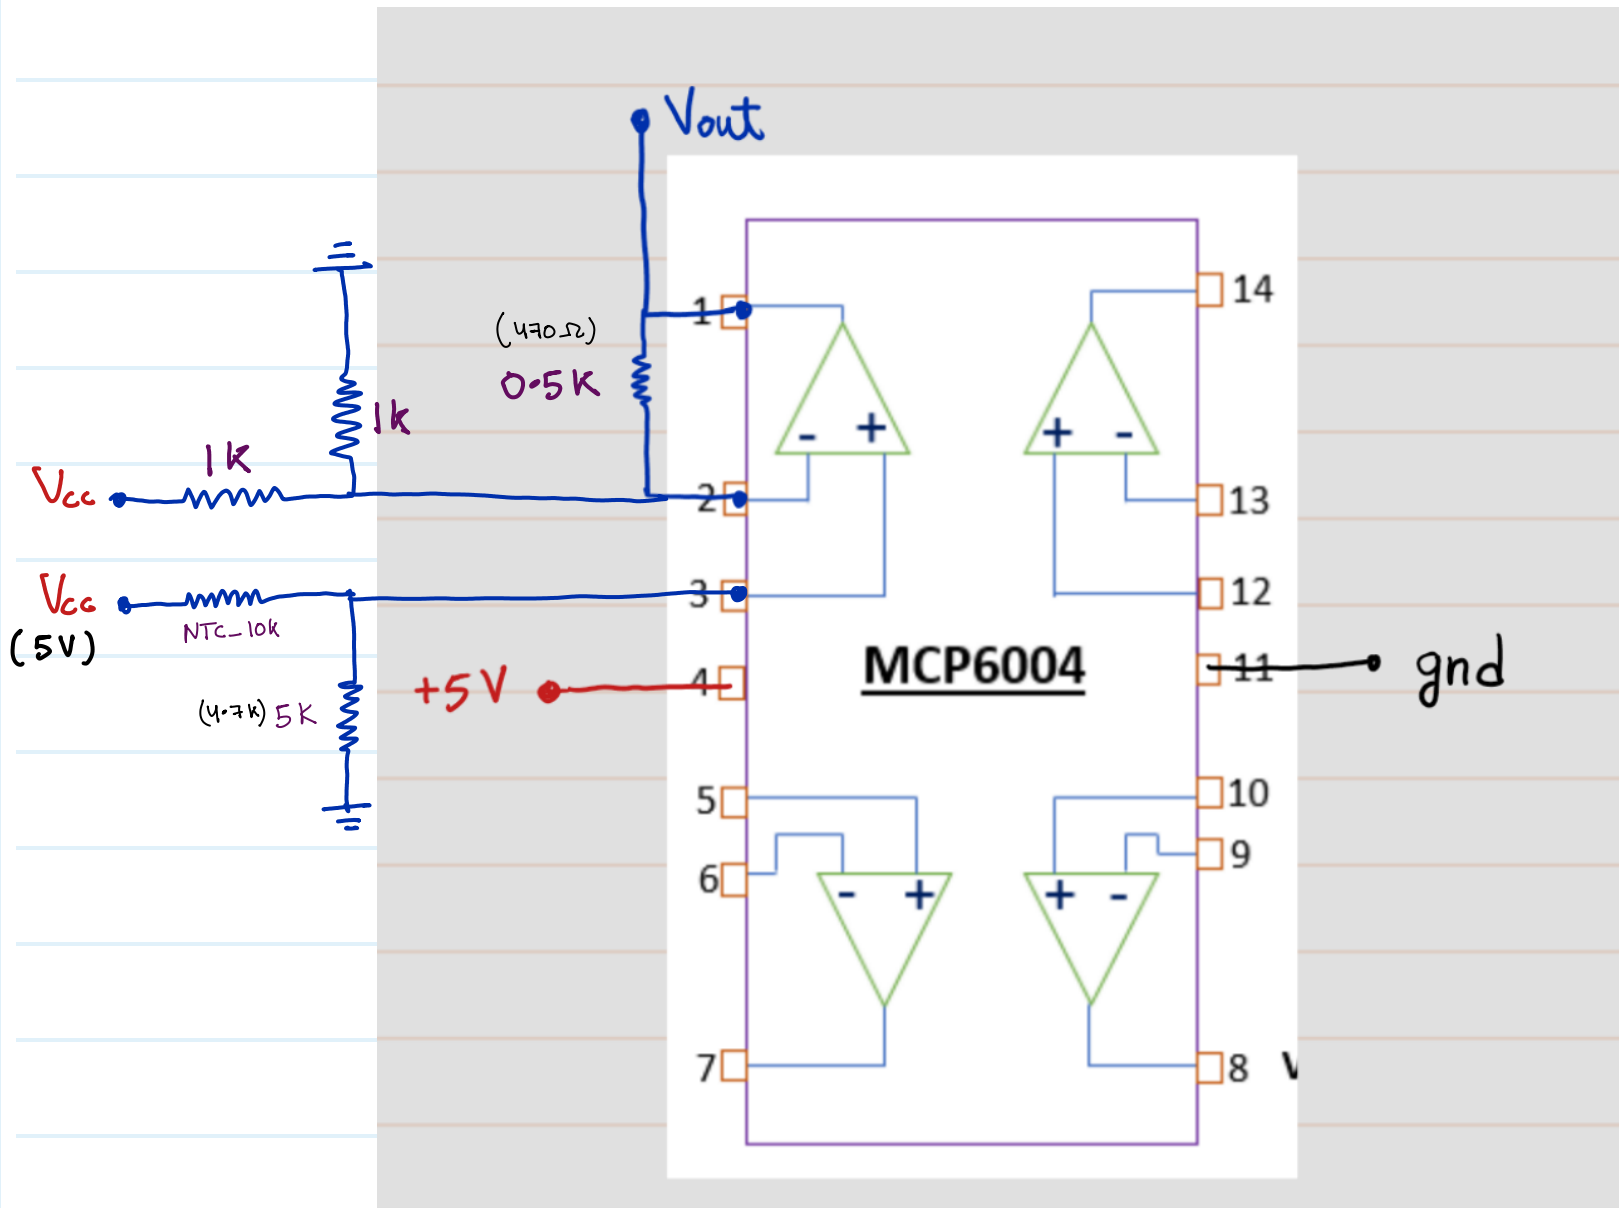 Vout
1
14
(470Ω)
0.5K
- +
+ -
1k
1K
Vcc
2
13
Vcc
3
12
NTC_10k
(5V)
MCP6004
11
gnd
+5V
4
(4.7K) 5K
5
10
9
6
- +
+ -
7
8
V